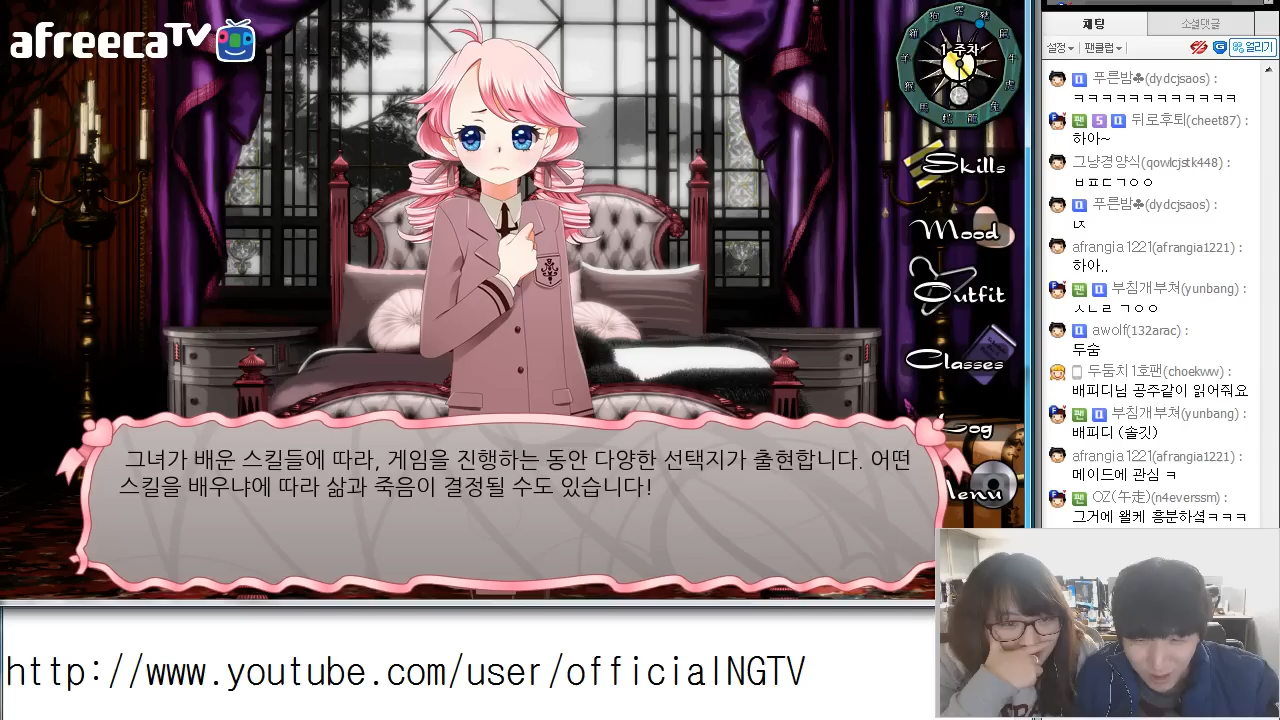 afreecaTV
1 주차
Skills
Mood
Outfit
Classes
Log
Menu
그녀가 배운 스킬들에 따라, 게임을 진행하는 동안 다양한 선택지가 출현합니다. 어떤
스킬을 배우냐에 따라 삶과 죽음이 결정될 수도 있습니다!
http://www.youtube.com/user/officialNGTV
채팅
소셜댓글
설정
팬클럽
열리기
푸른밤♣(dydcjsaos) :
ㅋㅋㅋㅋㅋㅋㅋㅋㅋㅋㅋㅋ
팬 5 뒤로후퇴(cheet87) :
하아~
그냥경양식(qowlcjstk448) :
ㅂㅍㄷㄱㅇㅇ
푸른밤♣(dydcjsaos) :
afrangia1221(afrangia1221) :
하아..
팬 부침개부쳐(yunbang) :
ㅅㄴㄹ ㄱㅇㅇ
awolf(132arac) :
두숨
두둠치 1호팬(choekww) :
배피디님 공주같이 읽어줘요
팬 부침개부쳐(yunbang) :
배피디 (솔깃)
afrangia1221(afrangia1221) :
메이드에 관심 ㅋ
팬 OZ(午走)(n4everssm) :
그거에 왤케 흥분하셬ㅋㅋㅋ